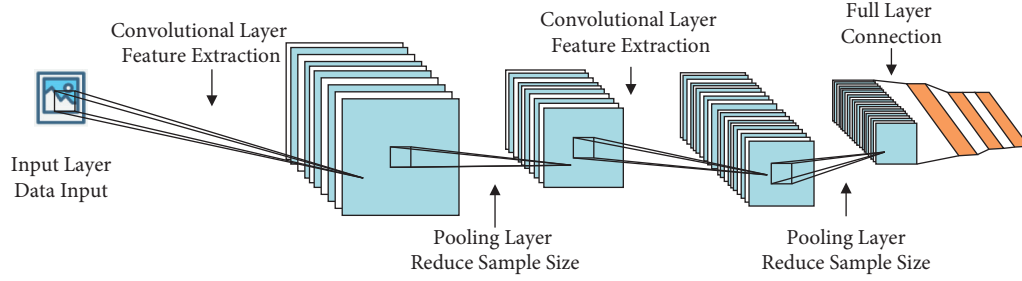 Convolutional Layer
Feature Extraction
Convolutional Layer
Feature Extraction
Full Layer
Connection
Input Layer
Data Input
Pooling Layer
Reduce Sample Size
Pooling Layer
Reduce Sample Size